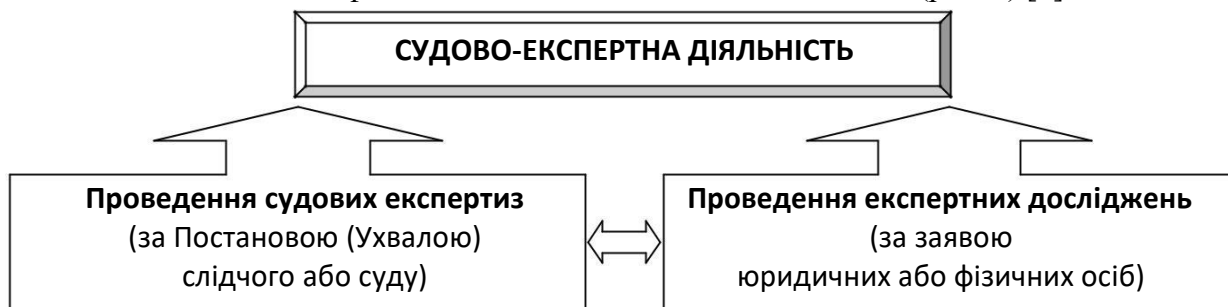 СУДОВО-ЕКСПЕРТНА ДІЯЛЬНІСТЬ
Проведення судових експертиз
(за Постановою (Ухвалою)
слідчого або суду)
Проведення експертних досліджень
(за заявою
юридичних або фізичних осіб)